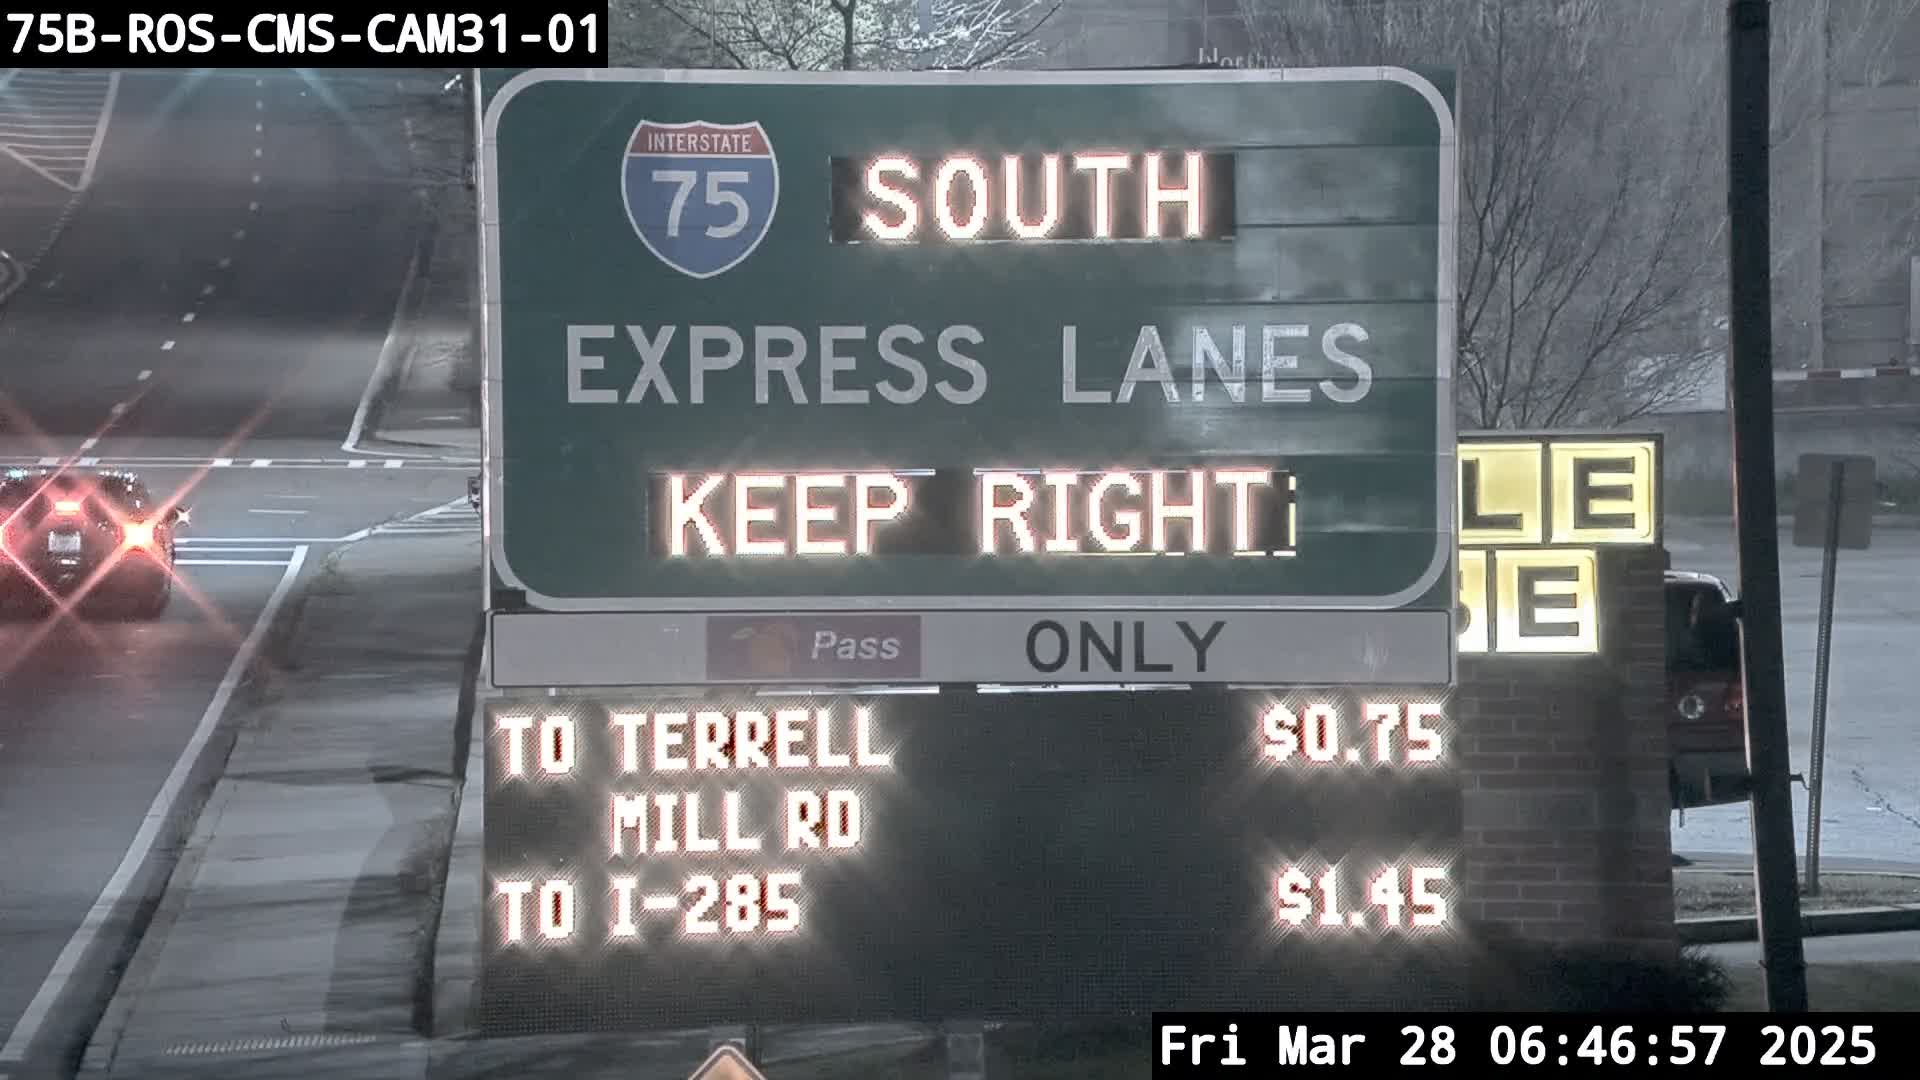 75B-ROS-CMS-CAM31-01
INTERSTATE
75
SOUTH
EXPRESS LANES
KEEP RIGHT
Pass ONLY
LE
E
TO TERRELL $0.75
MILL RD
TO I-285 $1.45
Fri Mar 28 06:46:57 2025